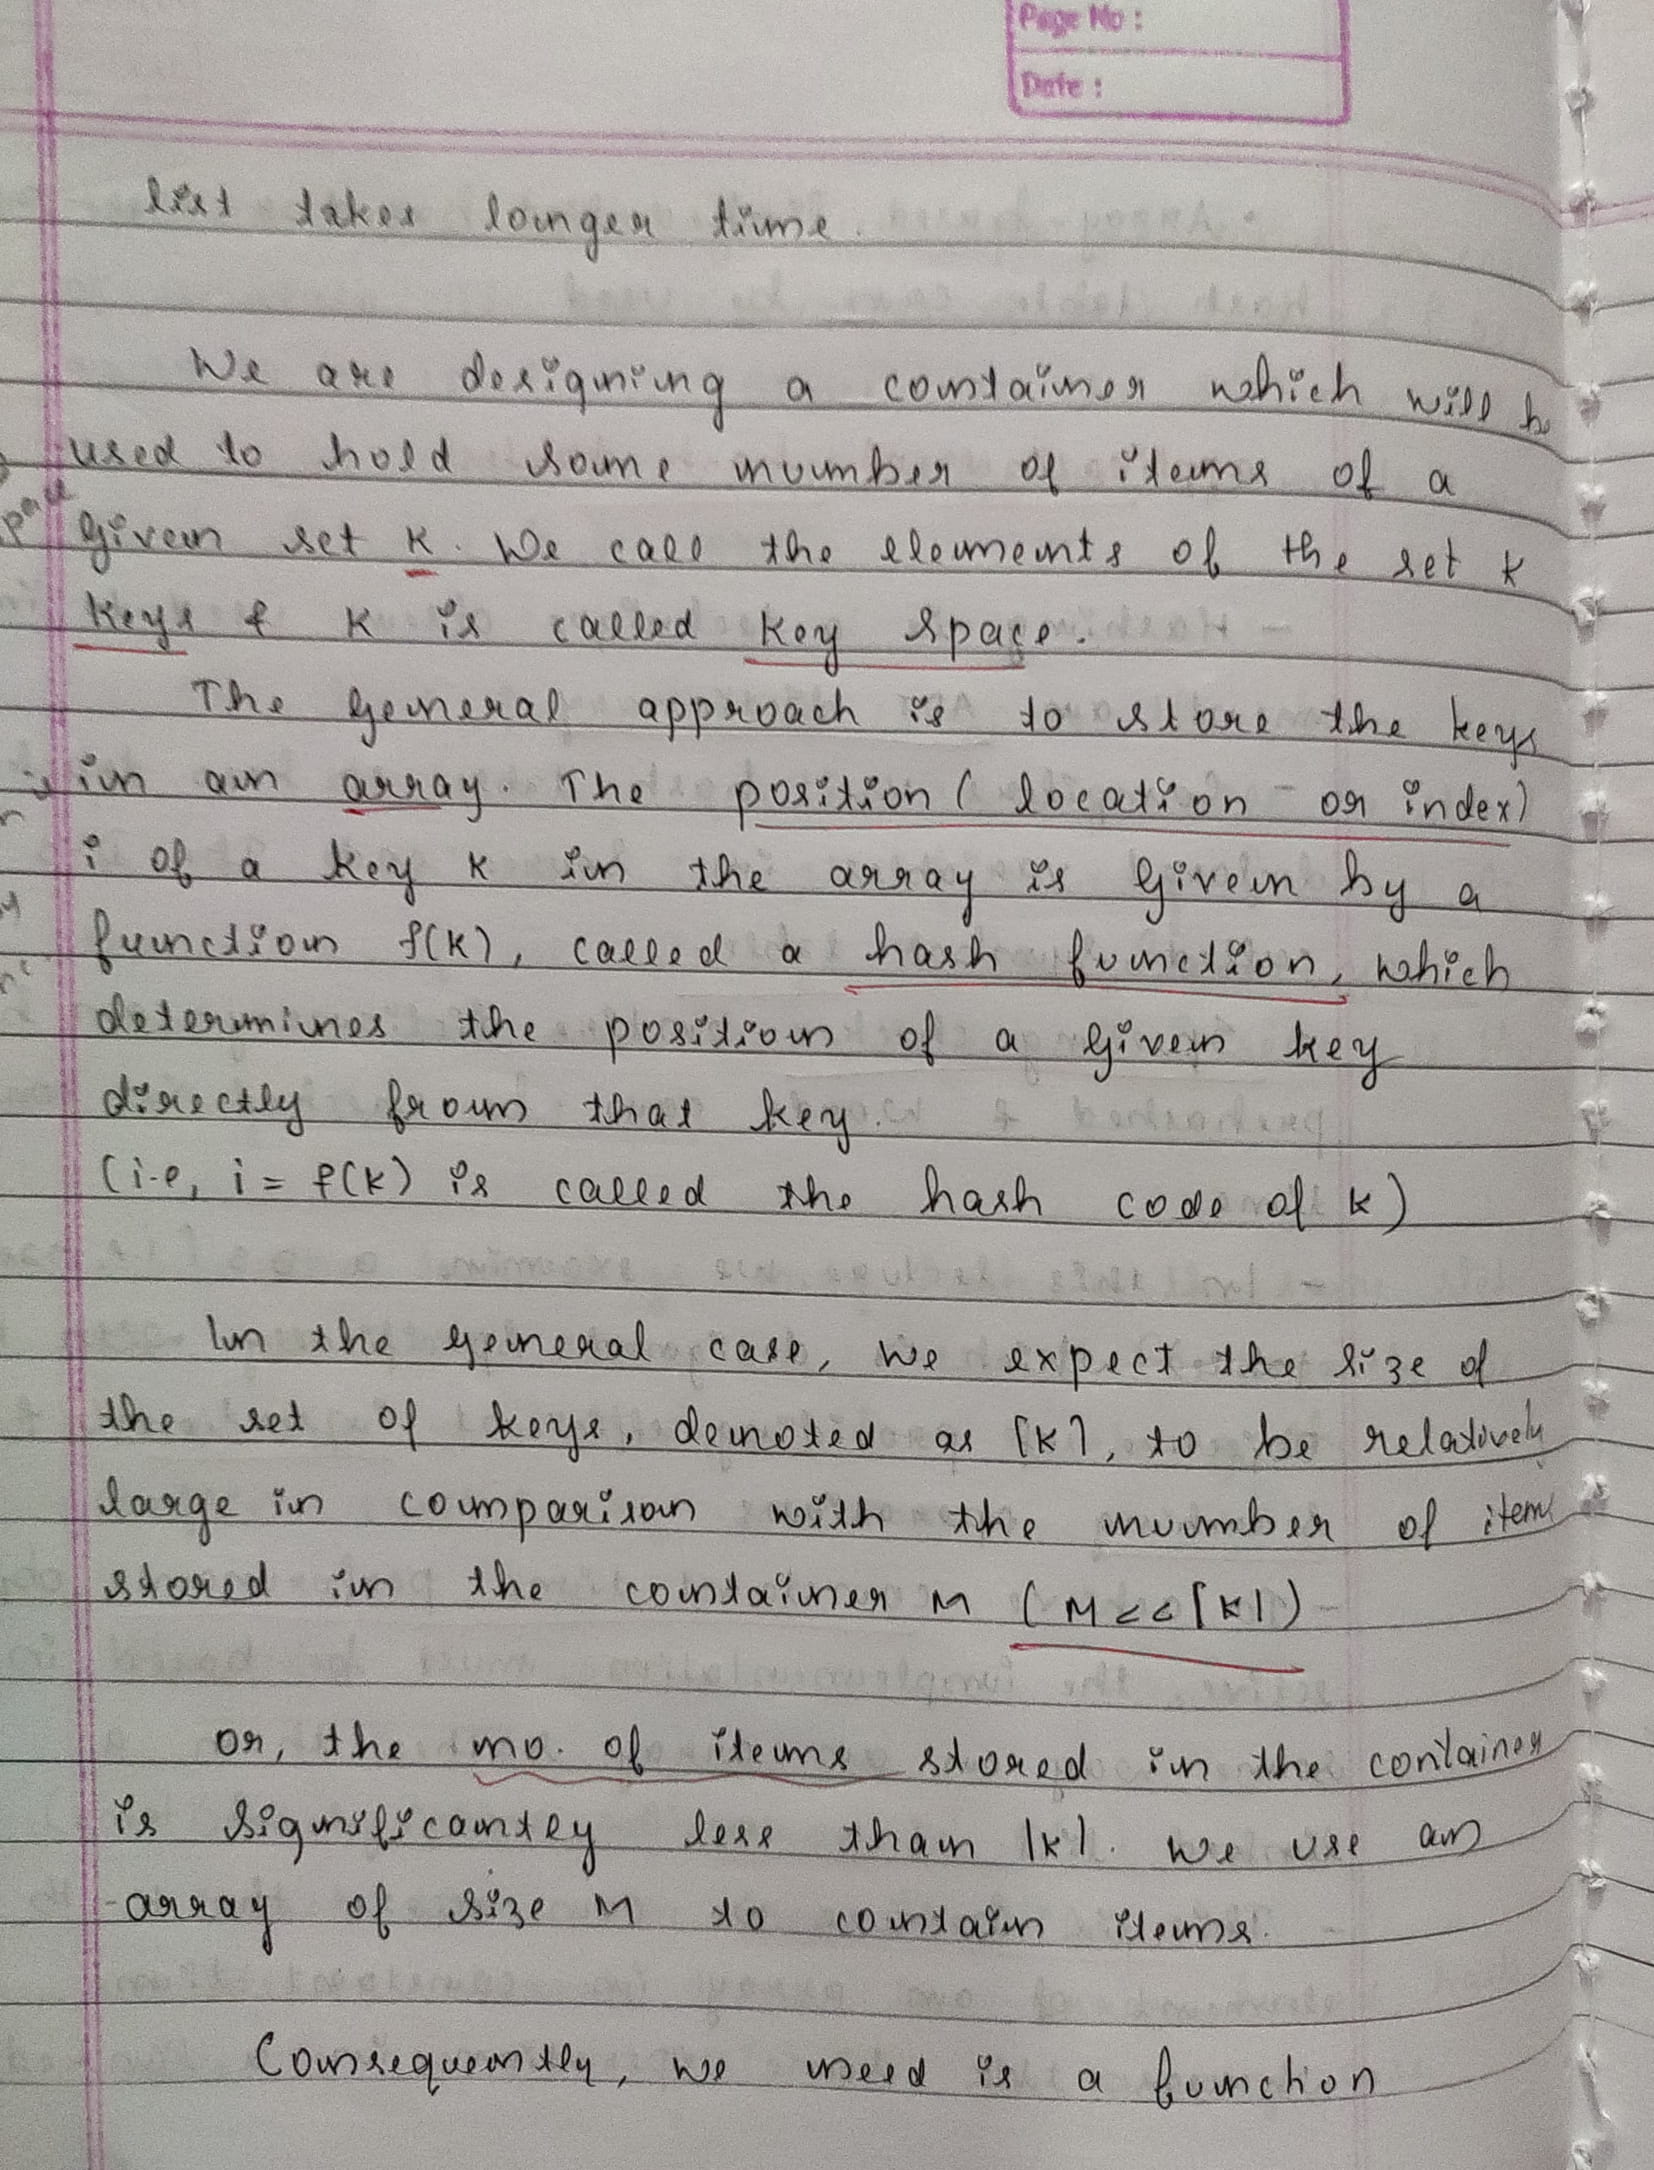 Page No :
Date :
list takes longer time.
We are designing a container which will be
used to hold some number of items of a
given set K. We call the elements of the set K
keys & K is called key space.
The general approach is to store the keys
in an array. The position ( location or index)
i of a key K in the array is given by a
function f(K), called a hash function, which
determines the position of a given key
directly from that key.
(i.e, i = f(K) is called the hash code of K)
In the general case, we expect the size of
the set of keys, denoted as [K], to be relatively
large in comparison with the number of item
stored in the container M (M << [K|)
or, the no. of items stored in the container
is significantly less than |K|. We use an
array of size M to contain items.
Consequently, we need is a function